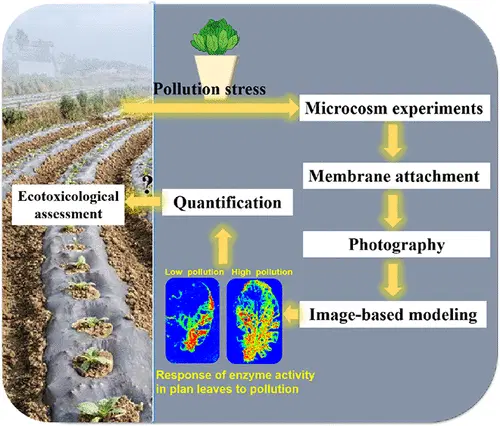 Pollution stress
Microcosm experiments
Membrane attachment
Photography
Image-based modeling
Low pollution High pollution
Response of enzyme activity
in plan leaves to pollution
Quantification
?
Ecotoxicological
assessment